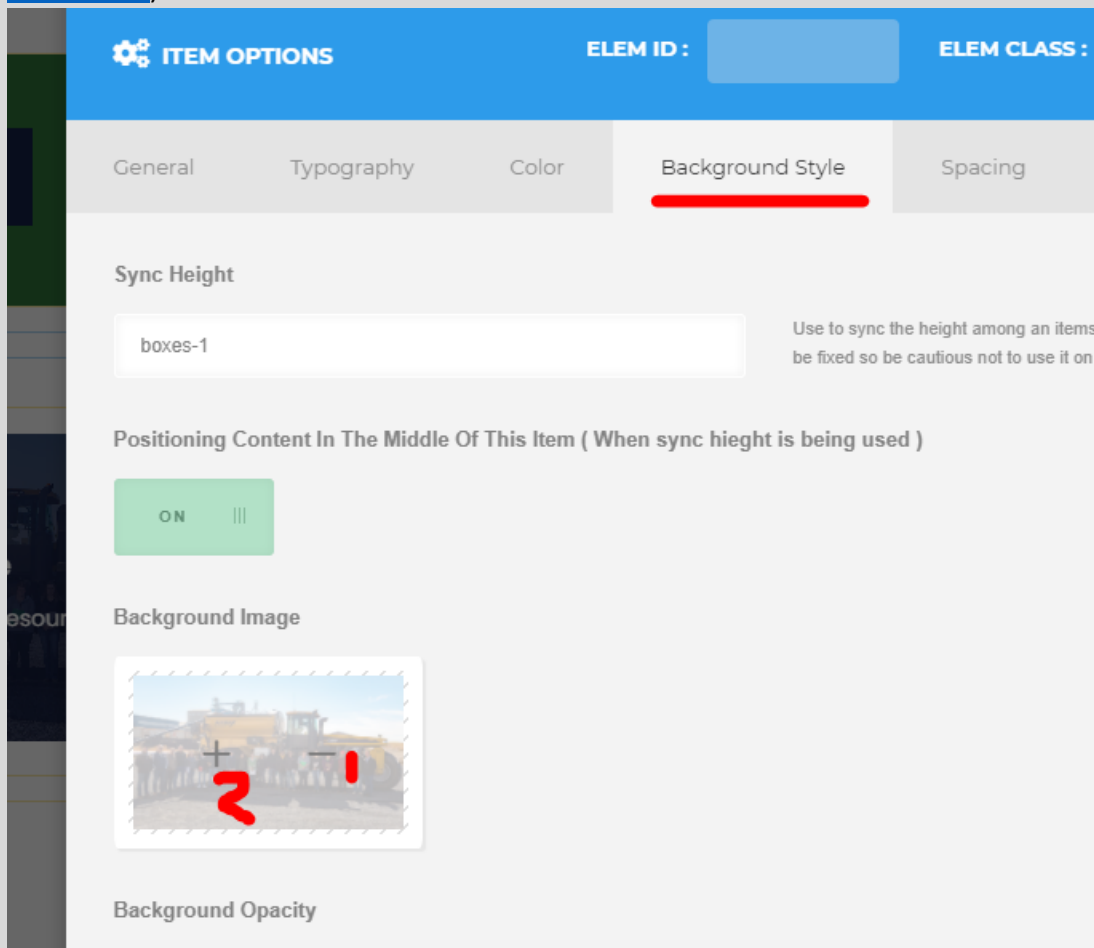 ITEM OPTIONS ELEM ID : ELEM CLASS :
General Typography Color Background Style Spacing
Sync Height
boxes-1
Use to sync the height among an items
be fixed so be cautious not to use it on
Positioning Content In The Middle Of This Item ( When sync hieght is being used )
ON
esour
Background Image
+ −
1
2
Background Opacity